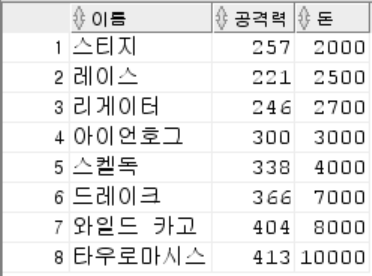 이름 공격력 돈
1 스티지 257 2000
2 레이스 221 2500
3 리게이터 246 2700
4 아이언호그 300 3000
5 스켈독 338 4000
6 드레이크 366 7000
7 와일드 카고 404 8000
8 타우로마시스 413 10000